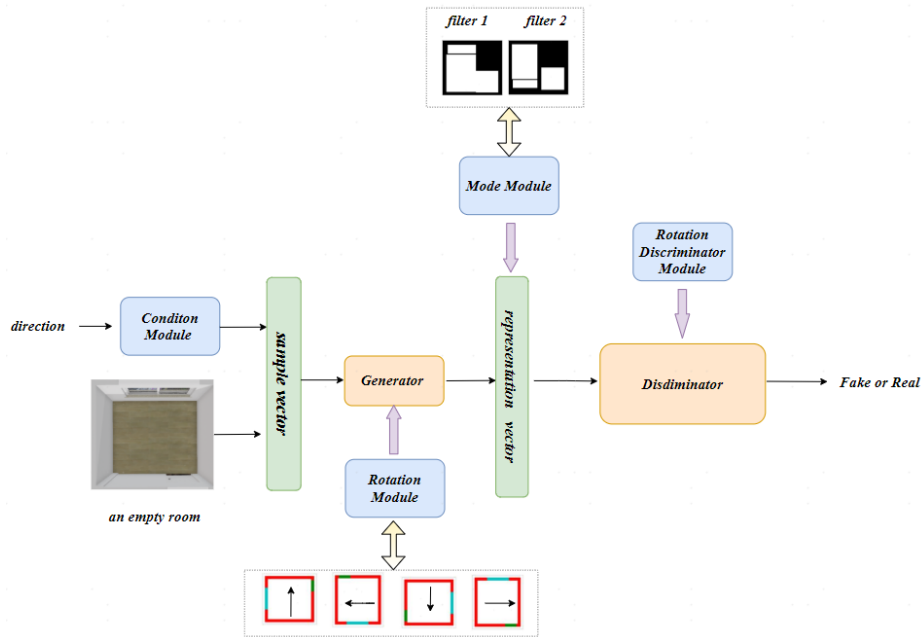 filter 1
filter 2
Mode Module
Rotation
Discriminator
Module
direction
Conditon
Module
sample vector
Generator
representation vector
Disdiminator
Fake or Real
an empty room
Rotation
Module